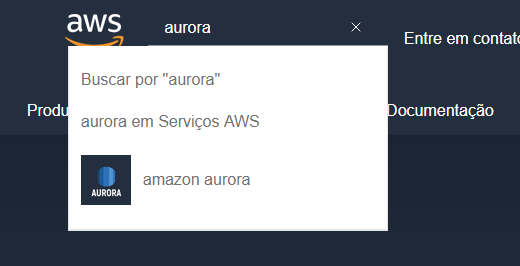 aws
aurora
Entre em contato
Buscar por "aurora"
Produ
Documentação
aurora em Serviços AWS
AURORA
amazon aurora